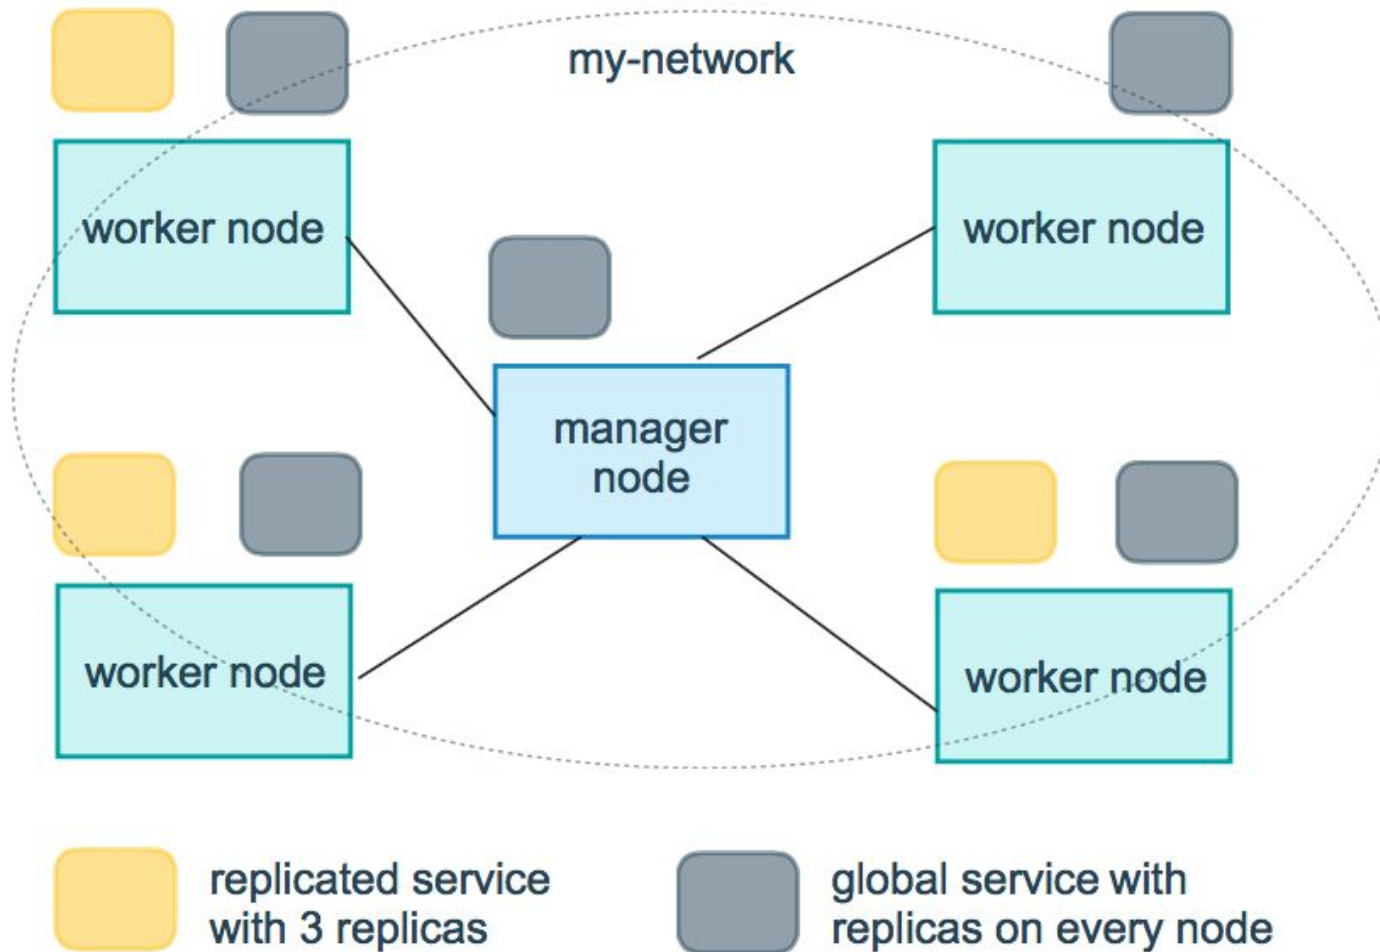 my-network
worker node
worker node
manager
node
worker node
worker node
replicated service
with 3 replicas
global service with
replicas on every node